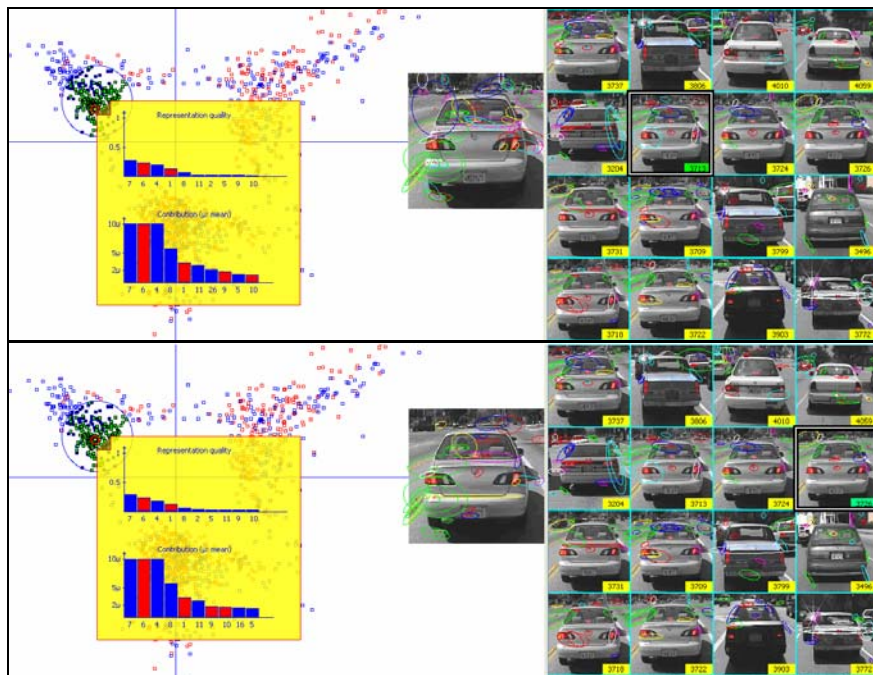 3737 3806 4010 4059
Representation quality
1
0.5
3204 3713 3724 3726
7 6 4 1 8 11 2 5 9 10
Contribution (μ: mean)
10μ
5μ
2μ
3731 3709 3799 3496
7 6 4 8 1 11 26 9 5 10
3718 3722 3903 3772
3737 3806 4010 4059
Representation quality
1
0.5
3204 3713 3724 3726
7 6 4 1 8 2 5 11 9 10
Contribution (μ: mean)
10μ
5μ
2μ
3731 3709 3799 3496
7 6 4 8 1 11 9 10 16 5
3718 3722 3903 3772